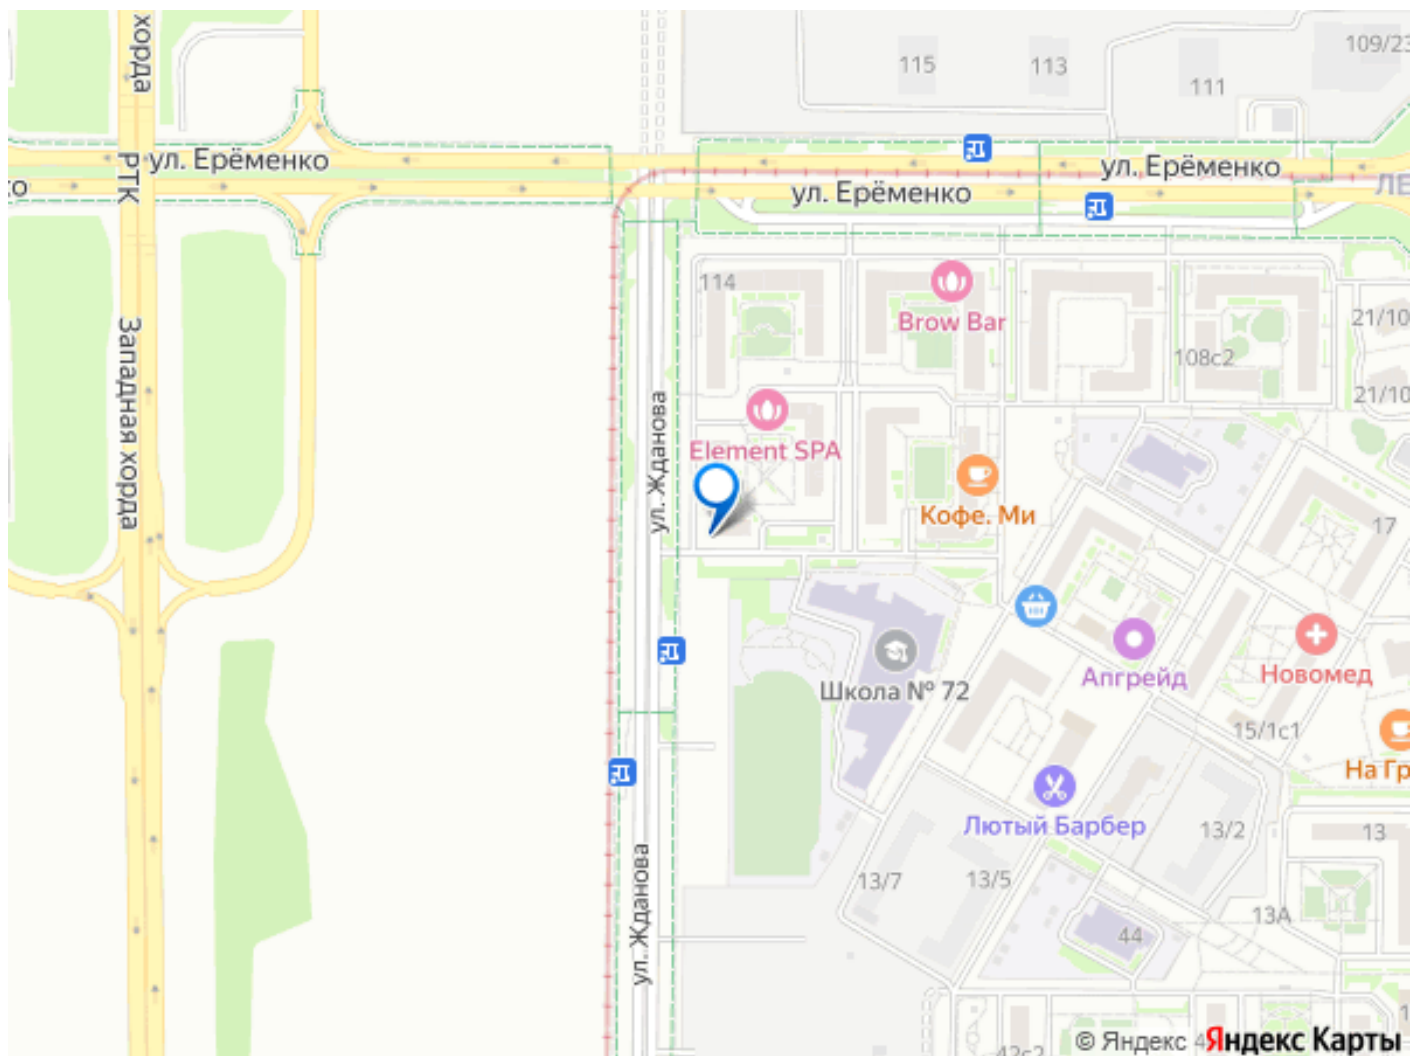 хорда
109/23
115
113
111
ул. Ерёменко
ул. Ерёменко
РТК
ул. Ерёменко
114
Brow Bar
21/10
108с2
Западная хорда
21/10
ул. Жданова
Element SPA
Кофе. Ми
17
Школа № 72
Апгрейд
Новомед
15/1с1
На Гр
Лютый Барбер
13/2
13
13/7
13/5
13А
44
ул. Жданова
© Яндекс
Яндекс Карты